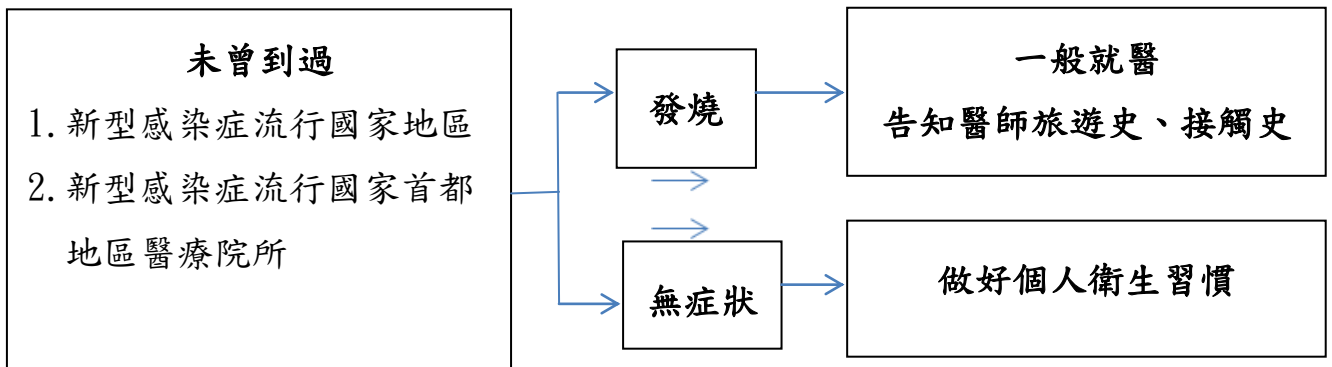 未曾到過
1. 新型感染症流行國家地區
2. 新型感染症流行國家首都
地區醫療院所
發燒
一般就醫
告知醫師旅遊史、接觸史
無症狀
做好個人衛生習慣